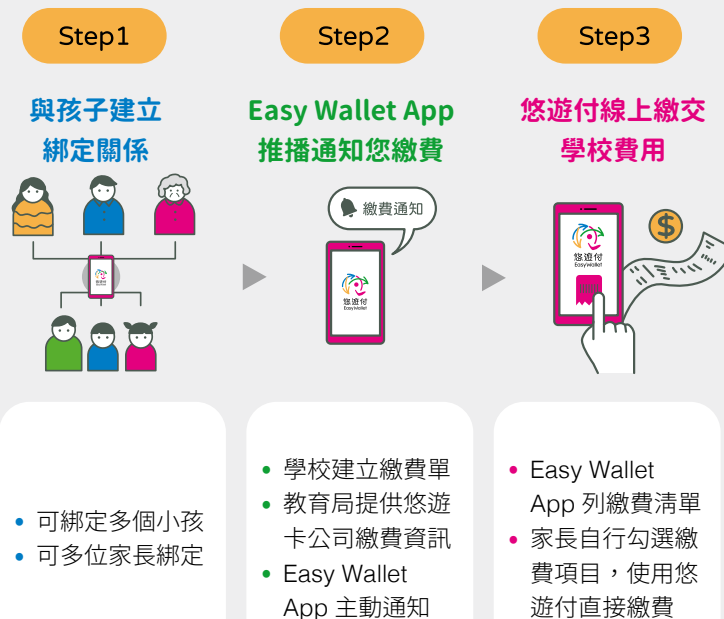 Step1
與孩子建立
綁定關係
悠遊付
• 可綁定多個小孩
• 可多位家長綁定
Step2
Easy Wallet App
推播通知您繳費
繳費通知
悠遊付
EasyWallet
• 學校建立繳費單
• 教育局提供悠遊
卡公司繳費資訊
• Easy Wallet
App 主動通知
Step3
悠遊付線上繳交
學校費用
$
悠遊付
EasyWallet
• Easy Wallet
App 列繳費清單
• 家長自行勾選繳
費項目，使用悠
遊付直接繳費